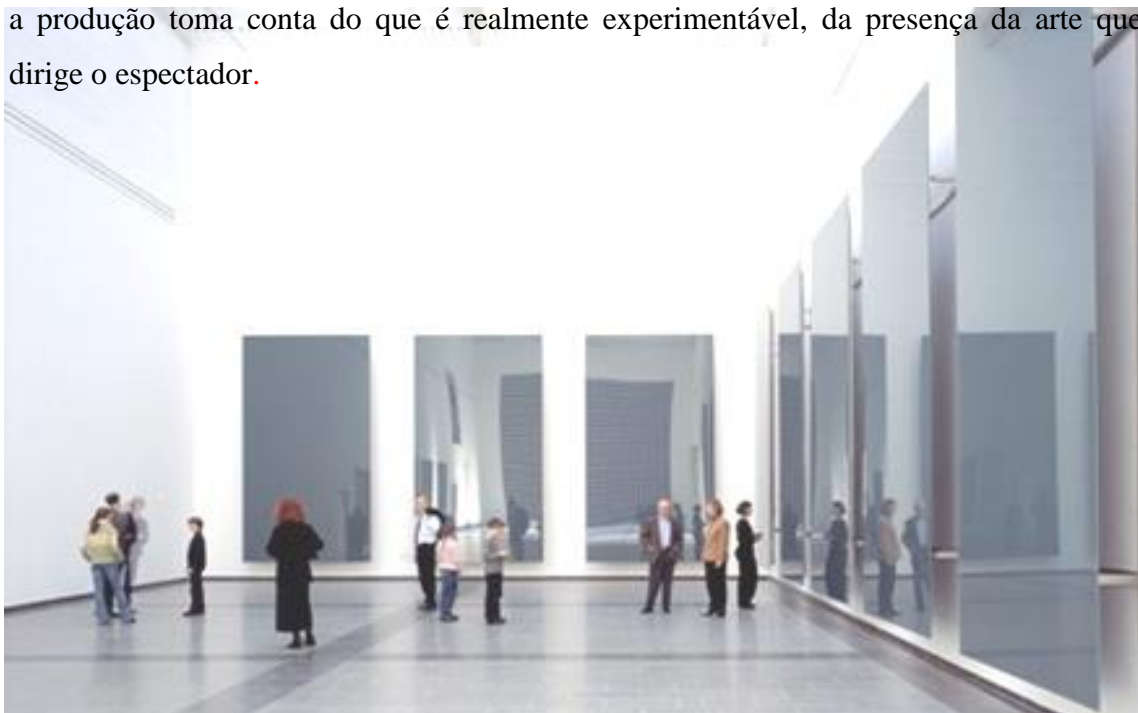 a produção toma conta do que é realmente experimentável, da presença da arte que
dirige o espectador.